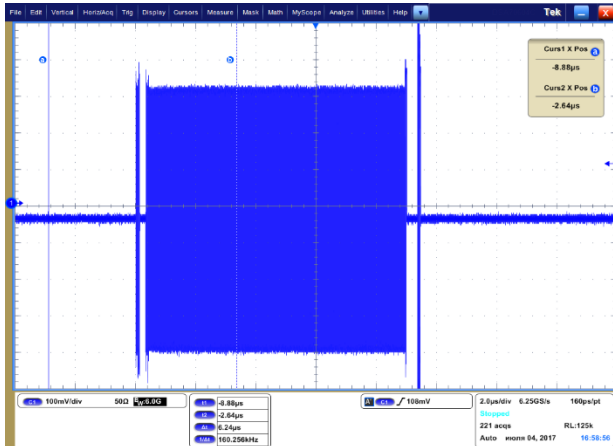 File Edit Vertical Horiz/Acq Trig Display Cursors Measure Mask Math MyScope Analyze Utilities Help Tek X
a b
Curs1 X Pos a
-8.88µs
Curs2 X Pos b
-2.64µs
1
C1 100mV/div 50Ω BW:6.0G
t1 -8.88µs
t2 -2.64µs
Δt 6.24µs
1/Δt 160.256kHz
A' C1 108mV
2.0µs/div 6.25GS/s 160ps/pt
Stopped
221 acqs RL:125k
Auto июля 04, 2017 16:58:56